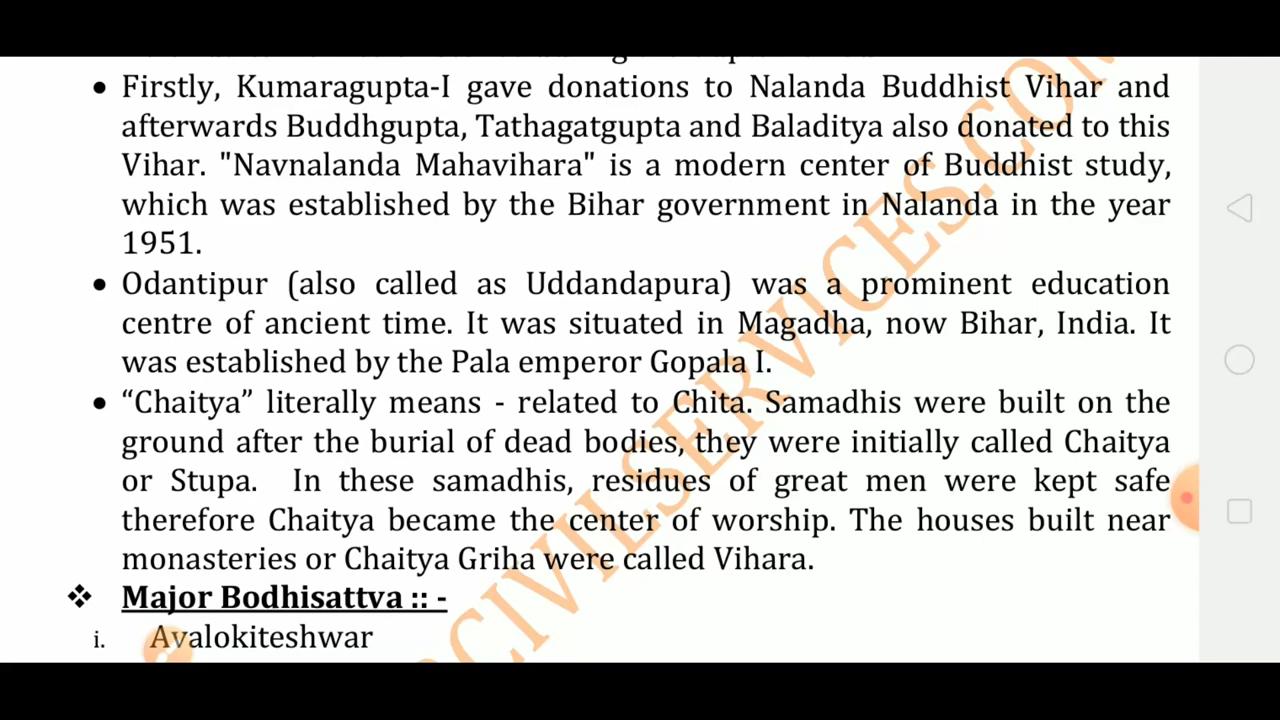 • Firstly, Kumaragupta-I gave donations to Nalanda Buddhist Vihar and
afterwards Buddhgupta, Tathagatgupta and Baladitya also donated to this
Vihar. "Navnalanda Mahavihara" is a modern center of Buddhist study,
which was established by the Bihar government in Nalanda in the year
1951.
• Odantipur (also called as Uddandapura) was a prominent education
centre of ancient time. It was situated in Magadha, now Bihar, India. It
was established by the Pala emperor Gopala I.
• “Chaitya” literally means - related to Chita. Samadhis were built on the
ground after the burial of dead bodies, they were initially called Chaitya
or Stupa. In these samadhis, residues of great men were kept safe
therefore Chaitya became the center of worship. The houses built near
monasteries or Chaitya Griha were called Vihara.
❖ Major Bodhisattva :: -
i. Avalokiteshwar
CIVILSERVICES.COM